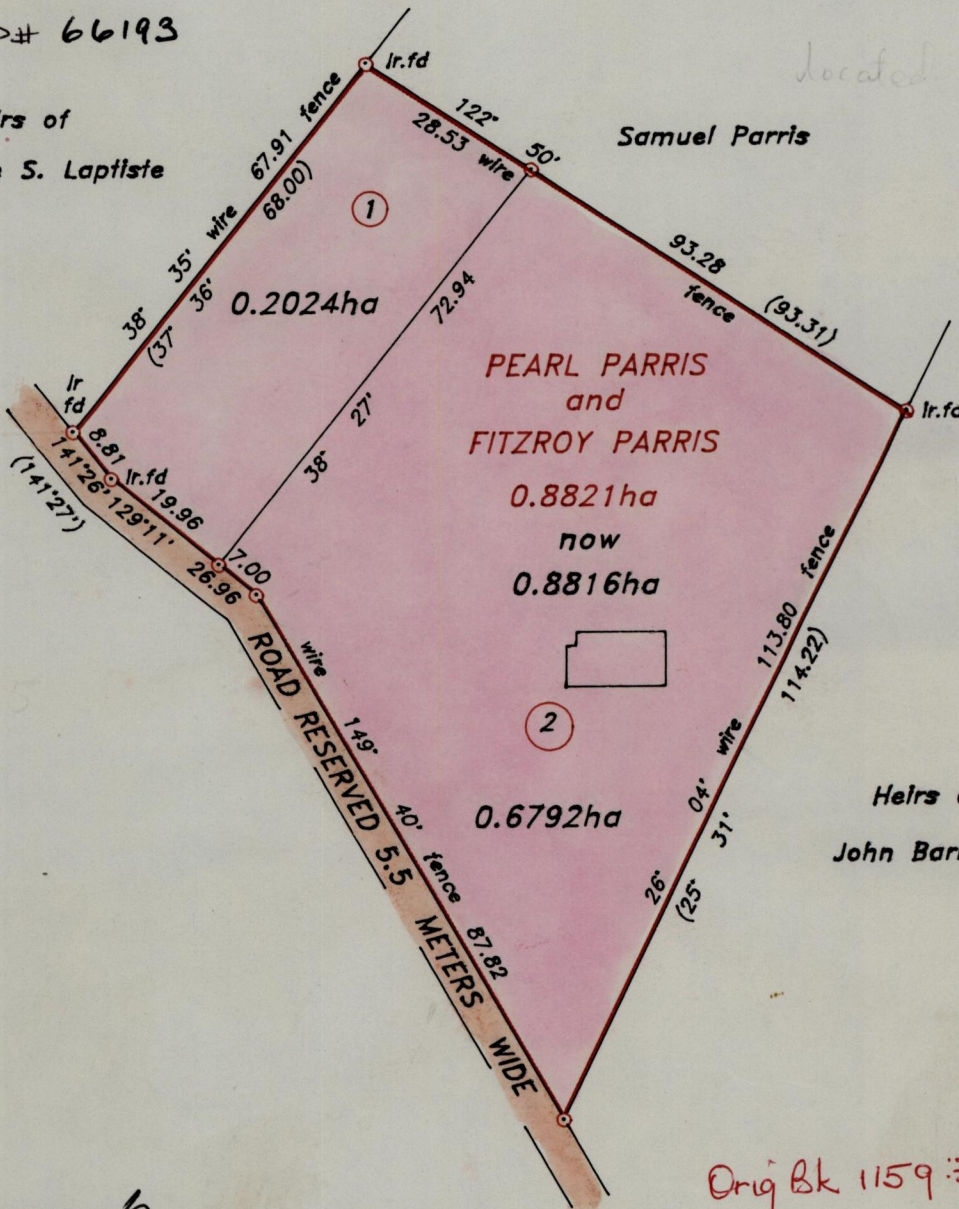 # 66193
located
Ir.fd
rs of
S. Laptiste
Samuel Parris
122° 50'
28.53 wire
67.91 fence
68.00)
38° 35' wire
(37° 36'
1
0.2024ha
93.28
fence
(93.31)
72.94
38° 27'
PEARL PARRIS
and
FITZROY PARRIS
0.8821ha
now
0.8816ha
Ir.fd
Ir
fd
8.81
141°26'
(141°27')
Ir.fd
19.96
129°11'
7.00
26.96
wire
149° 40'
fence
87.82
ROAD RESERVED 5.5 METERS WIDE
fence
113.80
114.22)
wire
26° 04'
(25° 31'
2
0.6792ha
Heirs
John Bar
Orig Bk 1159